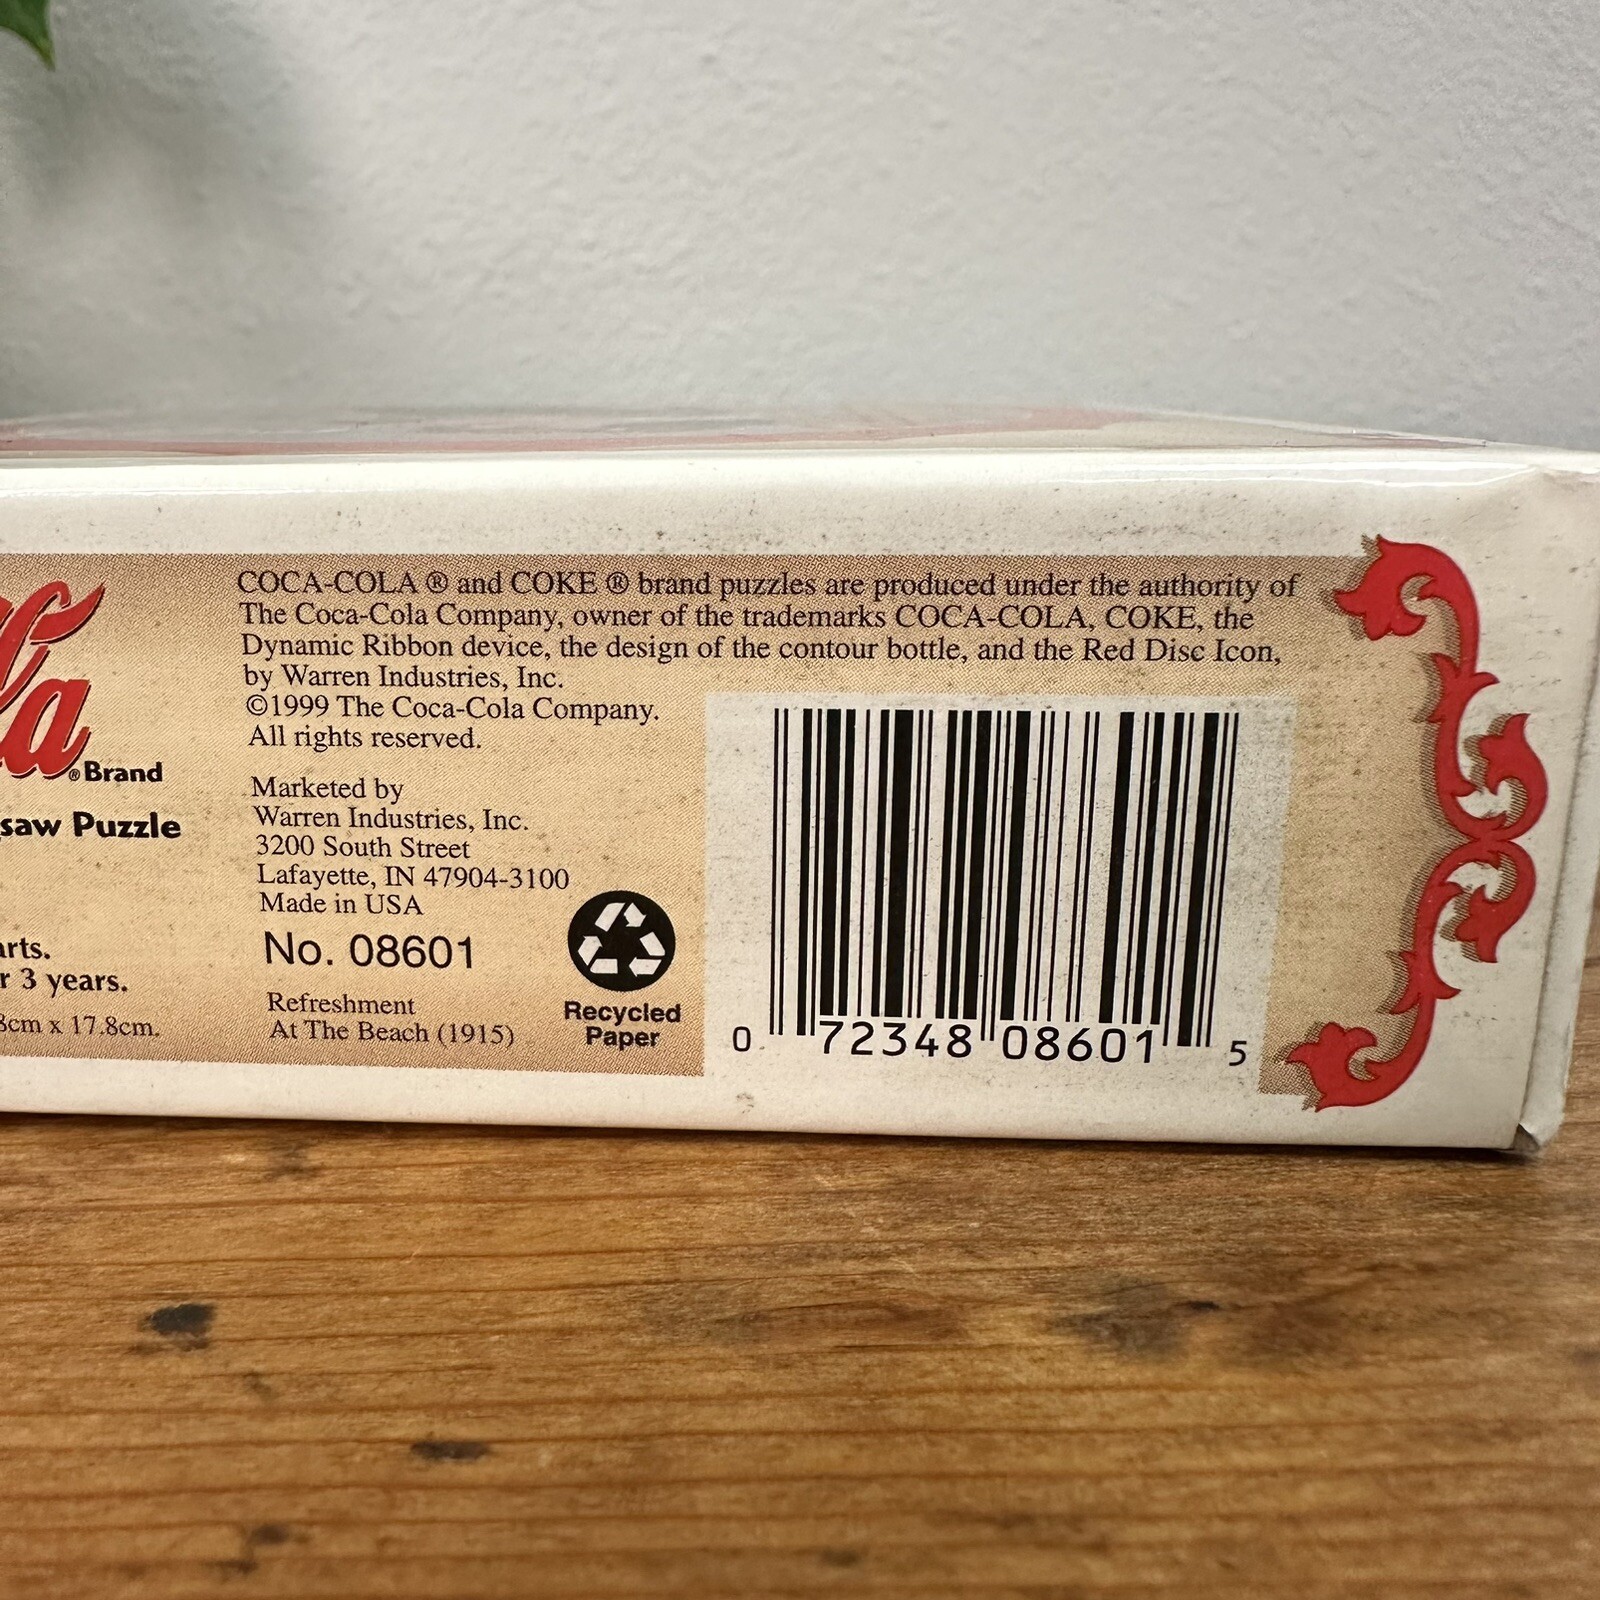 Brand
saw Puzzle
arts.
r 3 years.
8cm x 17.8cm.
COCA-COLA ® and COKE ® brand puzzles are produced under the authority of
The Coca-Cola Company, owner of the trademarks COCA-COLA, COKE, the
Dynamic Ribbon device, the design of the contour bottle, and the Red Disc Icon,
by Warren Industries, Inc.
©1999 The Coca-Cola Company.
All rights reserved.
Marketed by
Warren Industries, Inc.
3200 South Street
Lafayette, IN 47904-3100
Made in USA
No. 08601
Refreshment
At The Beach (1915)
Recycled
Paper
0 72348 08601 5